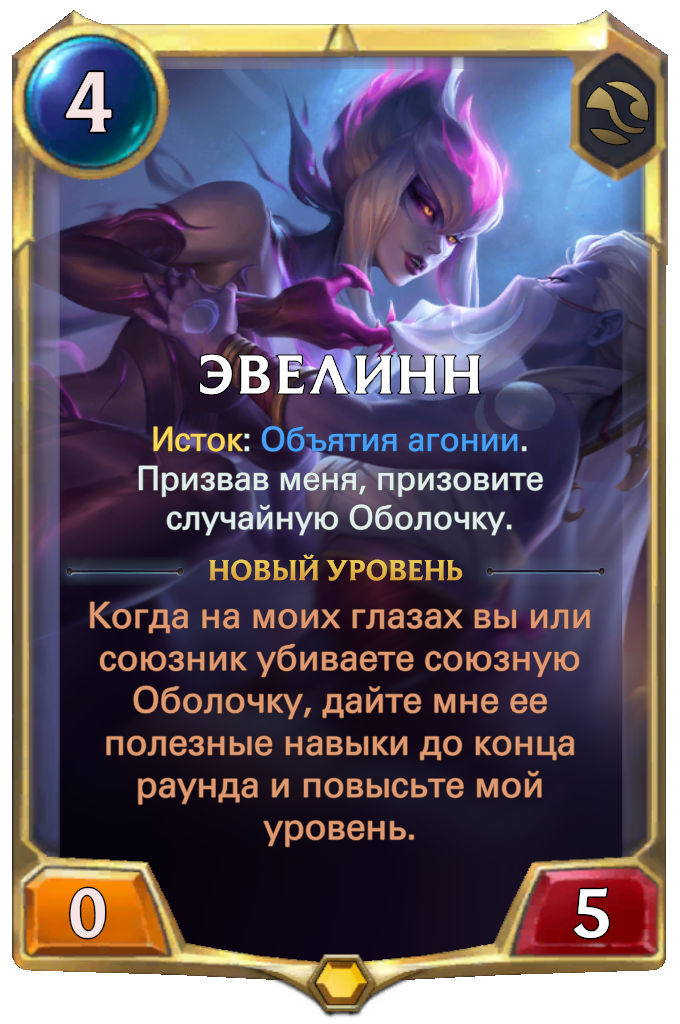 4
ЭВЕЛИНН
Исток: Объятия агонии.
Призвав меня, призовите
случайную Оболочку.
НОВЫЙ УРОВЕНЬ
Когда на моих глазах вы или
союзник убиваете союзную
Оболочку, дайте мне ее
полезные навыки до конца
раунда и повысьте мой
уровень.
0
5